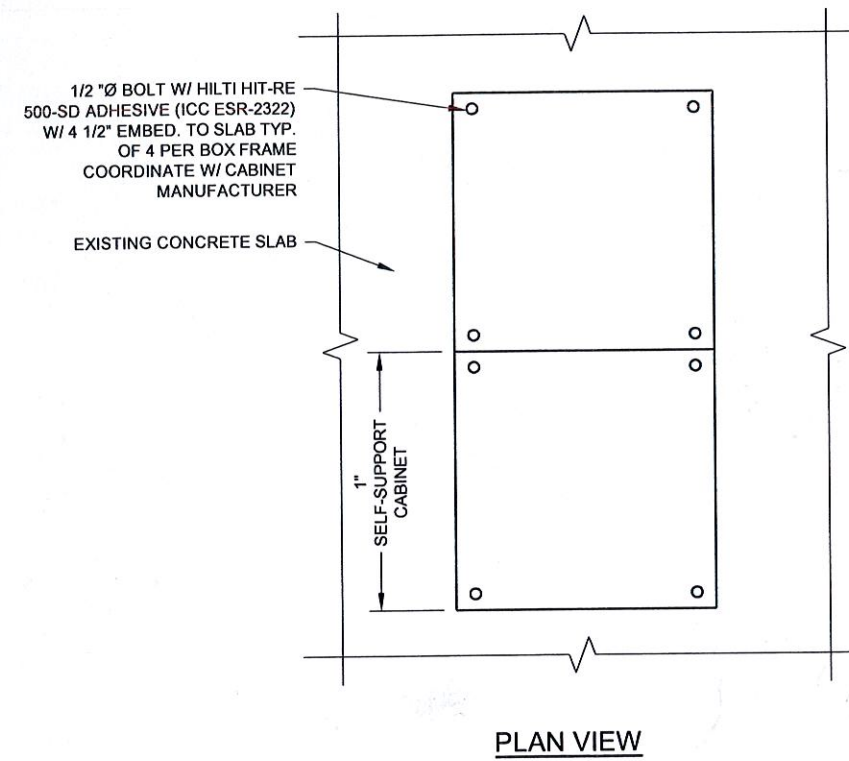 1/2 "Ø BOLT W/ HILTI HIT-RE
500-SD ADHESIVE (ICC ESR-2322)
W/ 4 1/2" EMBED. TO SLAB TYP.
OF 4 PER BOX FRAME
COORDINATE W/ CABINET
MANUFACTURER
EXISTING CONCRETE SLAB
1"
SELF-SUPPORT
CABINET
PLAN VIEW